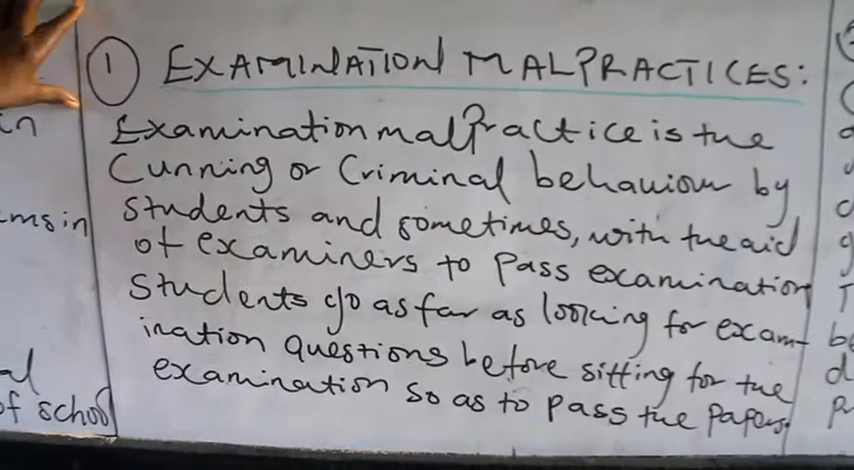 ① EXAMINATION MALPRACTICES:
Examination malpractice is the
Cunning or Criminal behaviour by
Students and sometimes, with the aid
of examiners to pass examination
Students go as far as looking for exam-
ination questions before sitting for the
examination so as to pass the papers.
in
ms in
al
of school